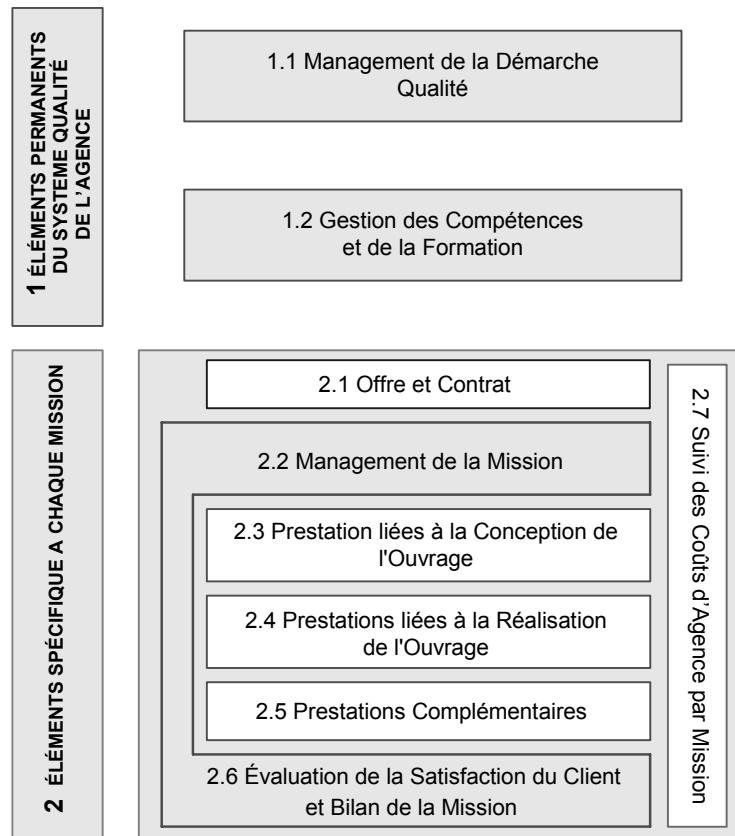 1 ÉLÉMENTS PERMANENTS
DU SYSTEME QUALITÉ
DE L'AGENCE
1.1 Management de la Démarche
Qualité
1.2 Gestion des Compétences
et de la Formation
2 ÉLÉMENTS SPÉCIFIQUE A CHAQUE MISSION
2.1 Offre et Contrat
2.2 Management de la Mission
2.3 Prestation liées à la Conception de
l'Ouvrage
2.4 Prestations liées à la Réalisation
de l'Ouvrage
2.5 Prestations Complémentaires
2.6 Évaluation de la Satisfaction du Client
et Bilan de la Mission
2.7 Suivi des Coûts d'Agence par Mission